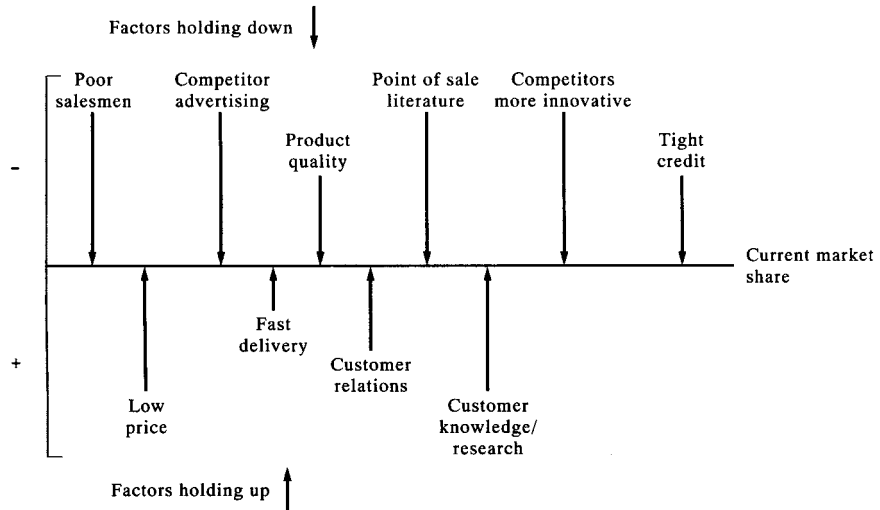 Factors holding down
Poor
salesmen
Competitor
advertising
Point of sale
literature
Competitors
more innovative
Product
quality
Tight
credit
-
Current market
share
Fast
delivery
+
Customer
relations
Low
price
Customer
knowledge/
research
Factors holding up